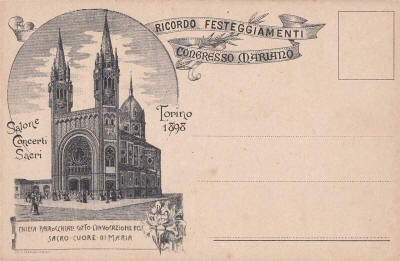 RICORDO FESTEGGIAMENTI
CONGRESSO MARIANO
Salone
Concerti
Sacri
Torino
1898
CHIESA PARROCCHIALE SOTTO L'INVOCAZIONE DEL
SACRO CUORE DI MARIA